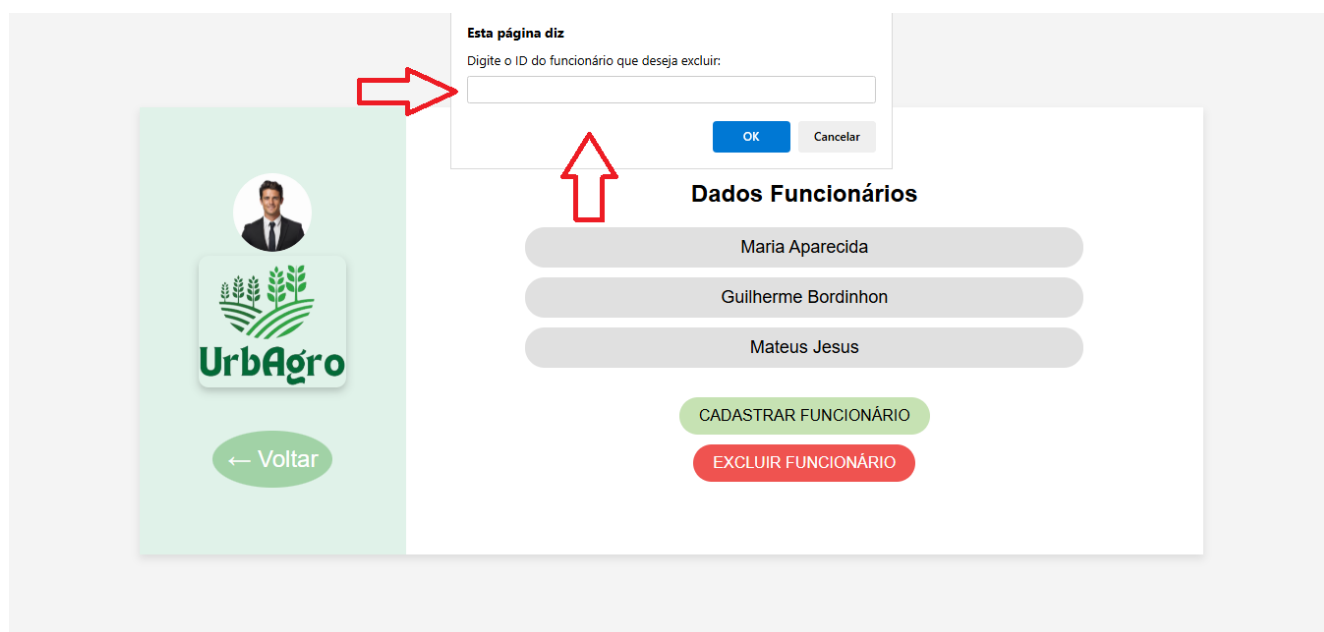 Esta página diz
Digite o ID do funcionário que deseja excluir:
OK
Cancelar
UrbAgro
← Voltar
Dados Funcionários
Maria Aparecida
Guilherme Bordinhon
Mateus Jesus
CADASTRAR FUNCIONÁRIO
EXCLUIR FUNCIONÁRIO